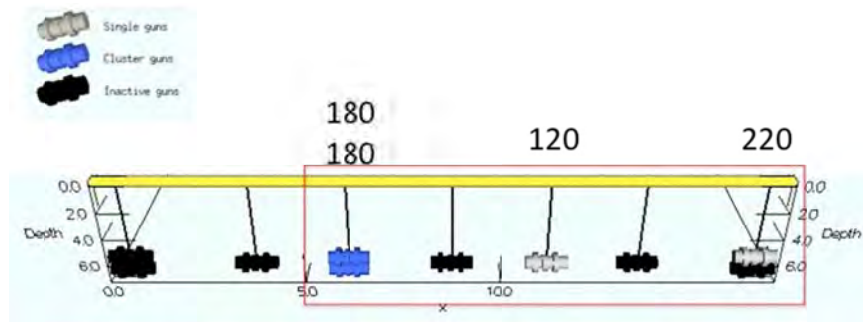 Single guns
Cluster guns
Inactive guns
180
180 120 220
0.0 0.0
2.0 2.0
Depth 4.0 4.0 Depth
6.0 6.0
0.0 5.0 10.0
x